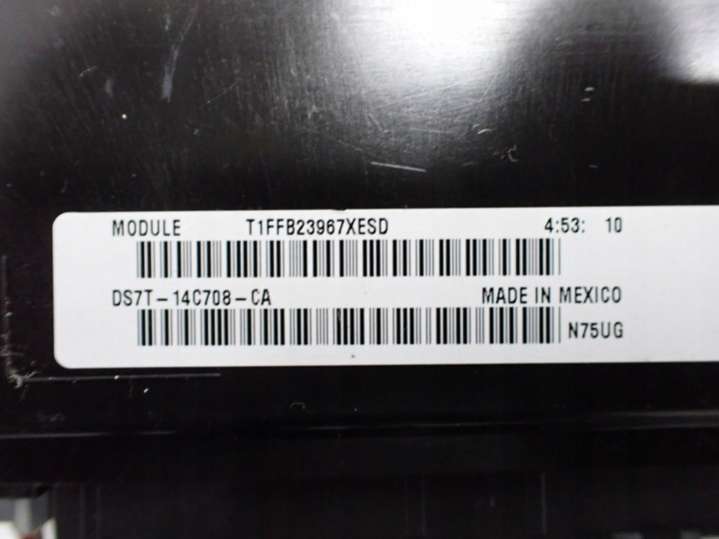 MODULE T1FFB23967XESD 4:53: 10
DS7T-14C708-CA MADE IN MEXICO
N75UG